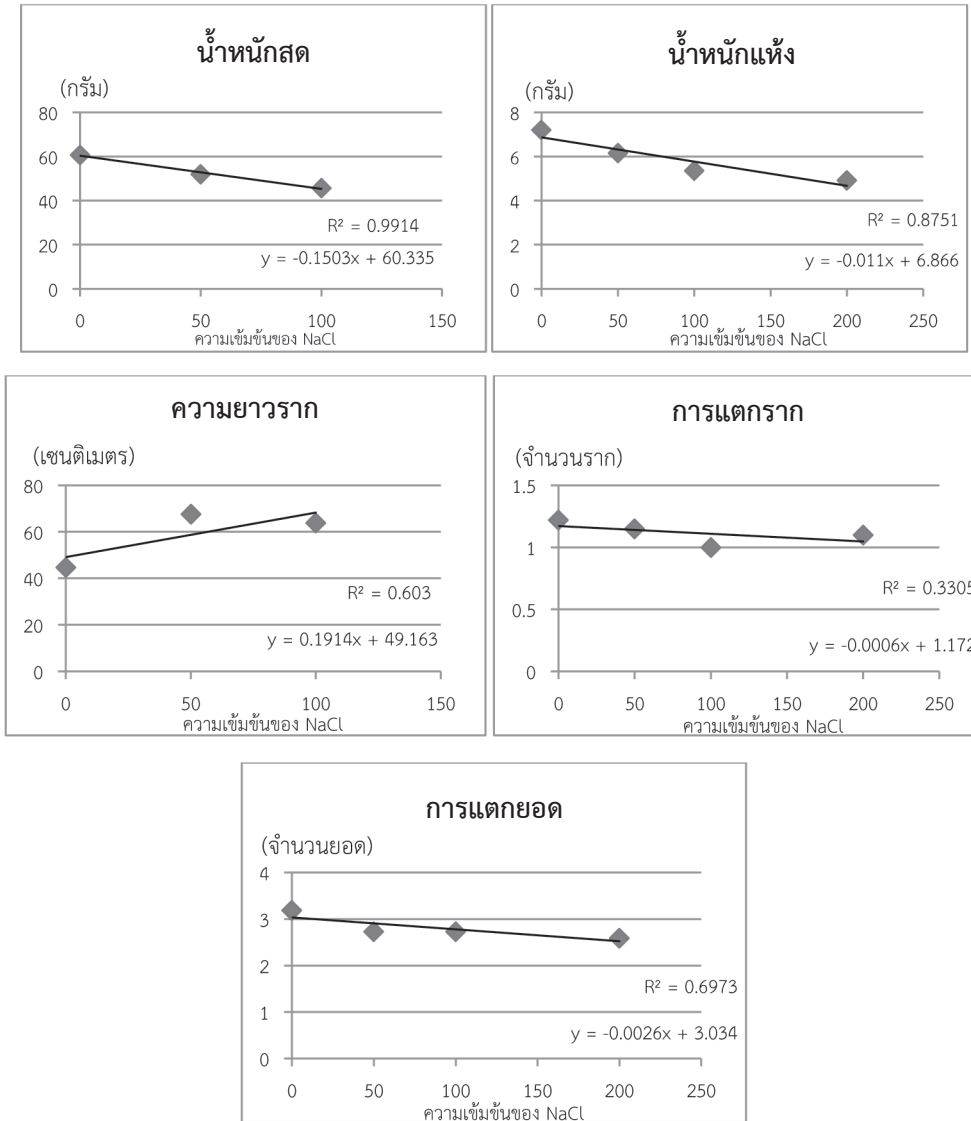 น้ำหนักสด
(กรัม)
80
60
40
20
0
R² = 0.9914
y = -0.1503x + 60.335
0 50 100 150
ความเข้มข้นของ NaCl
น้ำหนักแห้ง
(กรัม)
8
6
4
2
0
R² = 0.8751
y = -0.011x + 6.866
0 50 100 150 200 250
ความเข้มข้นของ NaCl
ความยาวราก
(เซนติเมตร)
80
60
40
20
0
R² = 0.603
y = 0.1914x + 49.163
0 50 100 150
ความเข้มข้นของ NaCl
การแตกราก
(จำนวนราก)
1.5
1
0.5
0
R² = 0.3305
y = -0.0006x + 1.172
0 50 100 150 200 250
ความเข้มข้นของ NaCl
การแตกยอด
(จำนวนยอด)
4
3
2
1
0
R² = 0.6973
y = -0.0026x + 3.034
0 50 100 150 200 250
ความเข้มข้นของ NaCl